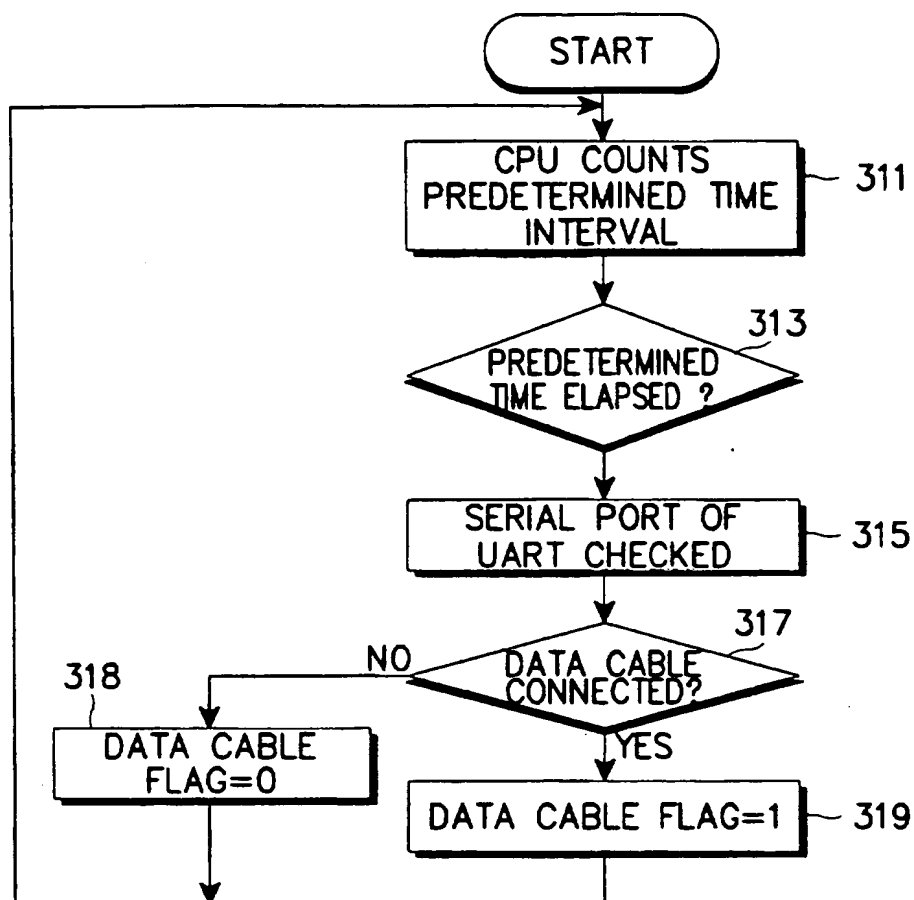 START
CPU COUNTS
PREDETERMINED TIME
INTERVAL
311
313
PREDETERMINED
TIME ELAPSED ?
SERIAL PORT OF
UART CHECKED
315
317
DATA CABLE
CONNECTED?
NO
YES
318
DATA CABLE
FLAG=0
DATA CABLE FLAG=1
319